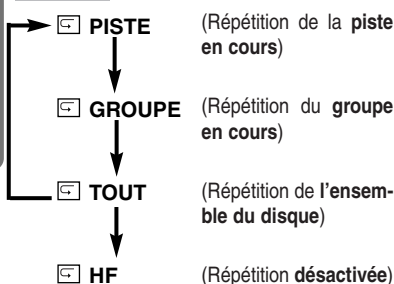 PISTE (Répétition de la piste
en cours)
GROUPE (Répétition du groupe
en cours)
TOUT (Répétition de l'ensem-
ble du disque)
HF (Répétition désactivée)